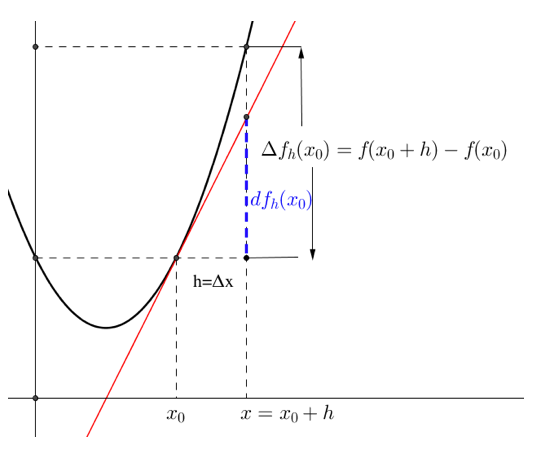 Δf_h(x_0) = f(x_0 + h) − f(x_0)
df_h(x_0)
h=Δx
x_0
x = x_0 + h